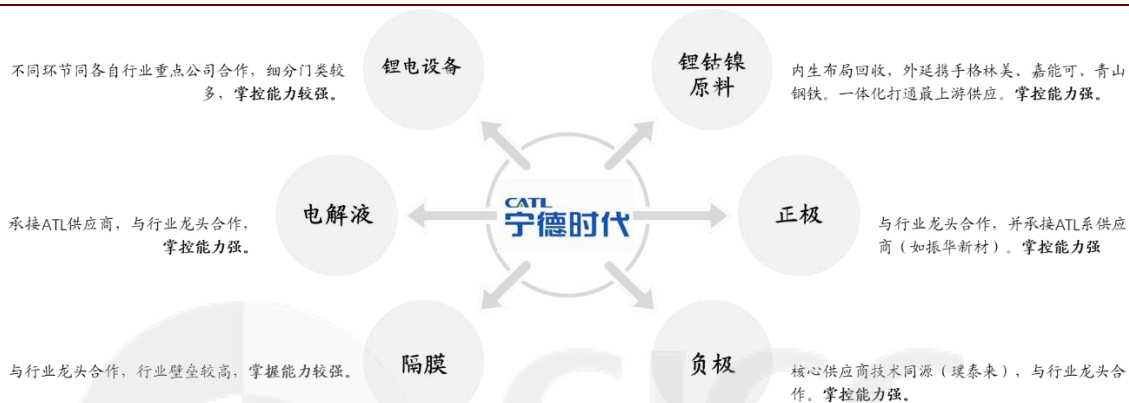 不同环节同各自行业重点公司合作，细分门类较
多，掌控能力较强。
锂电设备
锂钴镍
原料
内生布局回收，外延携手格林美、嘉能可、青山
钢铁。一体化打通最上游供应。掌控能力强。
承接ATL供应商，与行业龙头合作，
掌控能力强。
电解液
CATL
宁德时代
正极
与行业龙头合作，并承接ATL系供应
商（如振华新材）。掌控能力强
与行业龙头合作，行业壁垒较高，掌握能力较强。
隔膜
负极
核心供应商技术同源（璞泰来），与行业龙头合
作。掌控能力强。